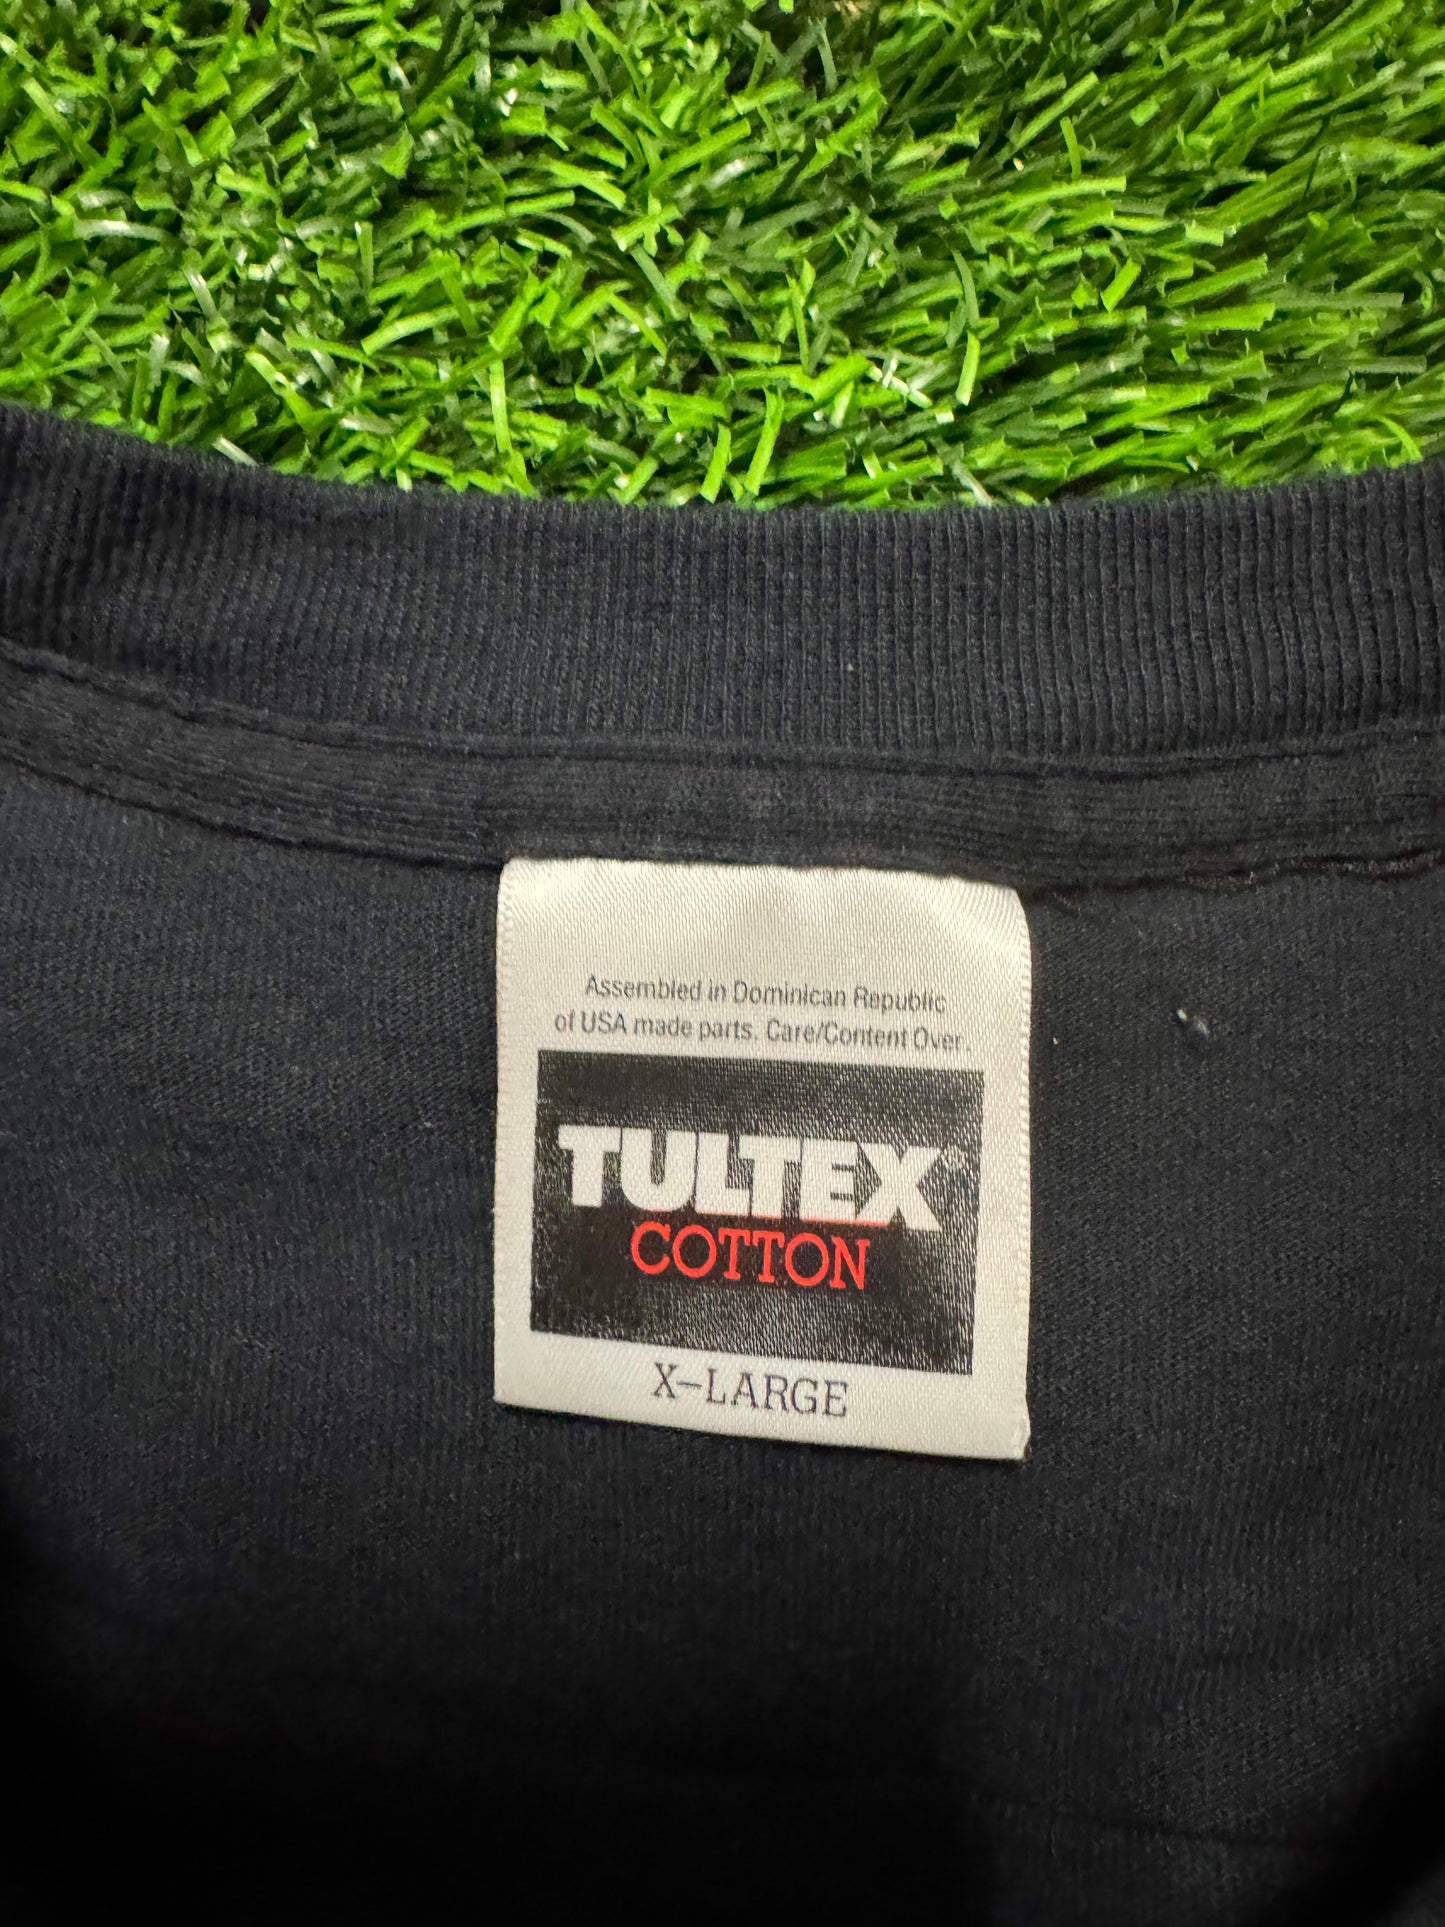 Assembled in Dominican Republic
of USA made parts. Care/Content Over.
TULTEX®
COTTON
X-LARGE